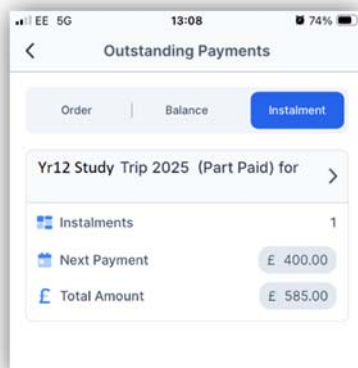 EE 5G 13:08 74%
Outstanding Payments
Order Balance Instalment
Yr12 Study Trip 2025 (Part Paid) for
Instalments 1
Next Payment £ 400.00
£ Total Amount £ 585.00